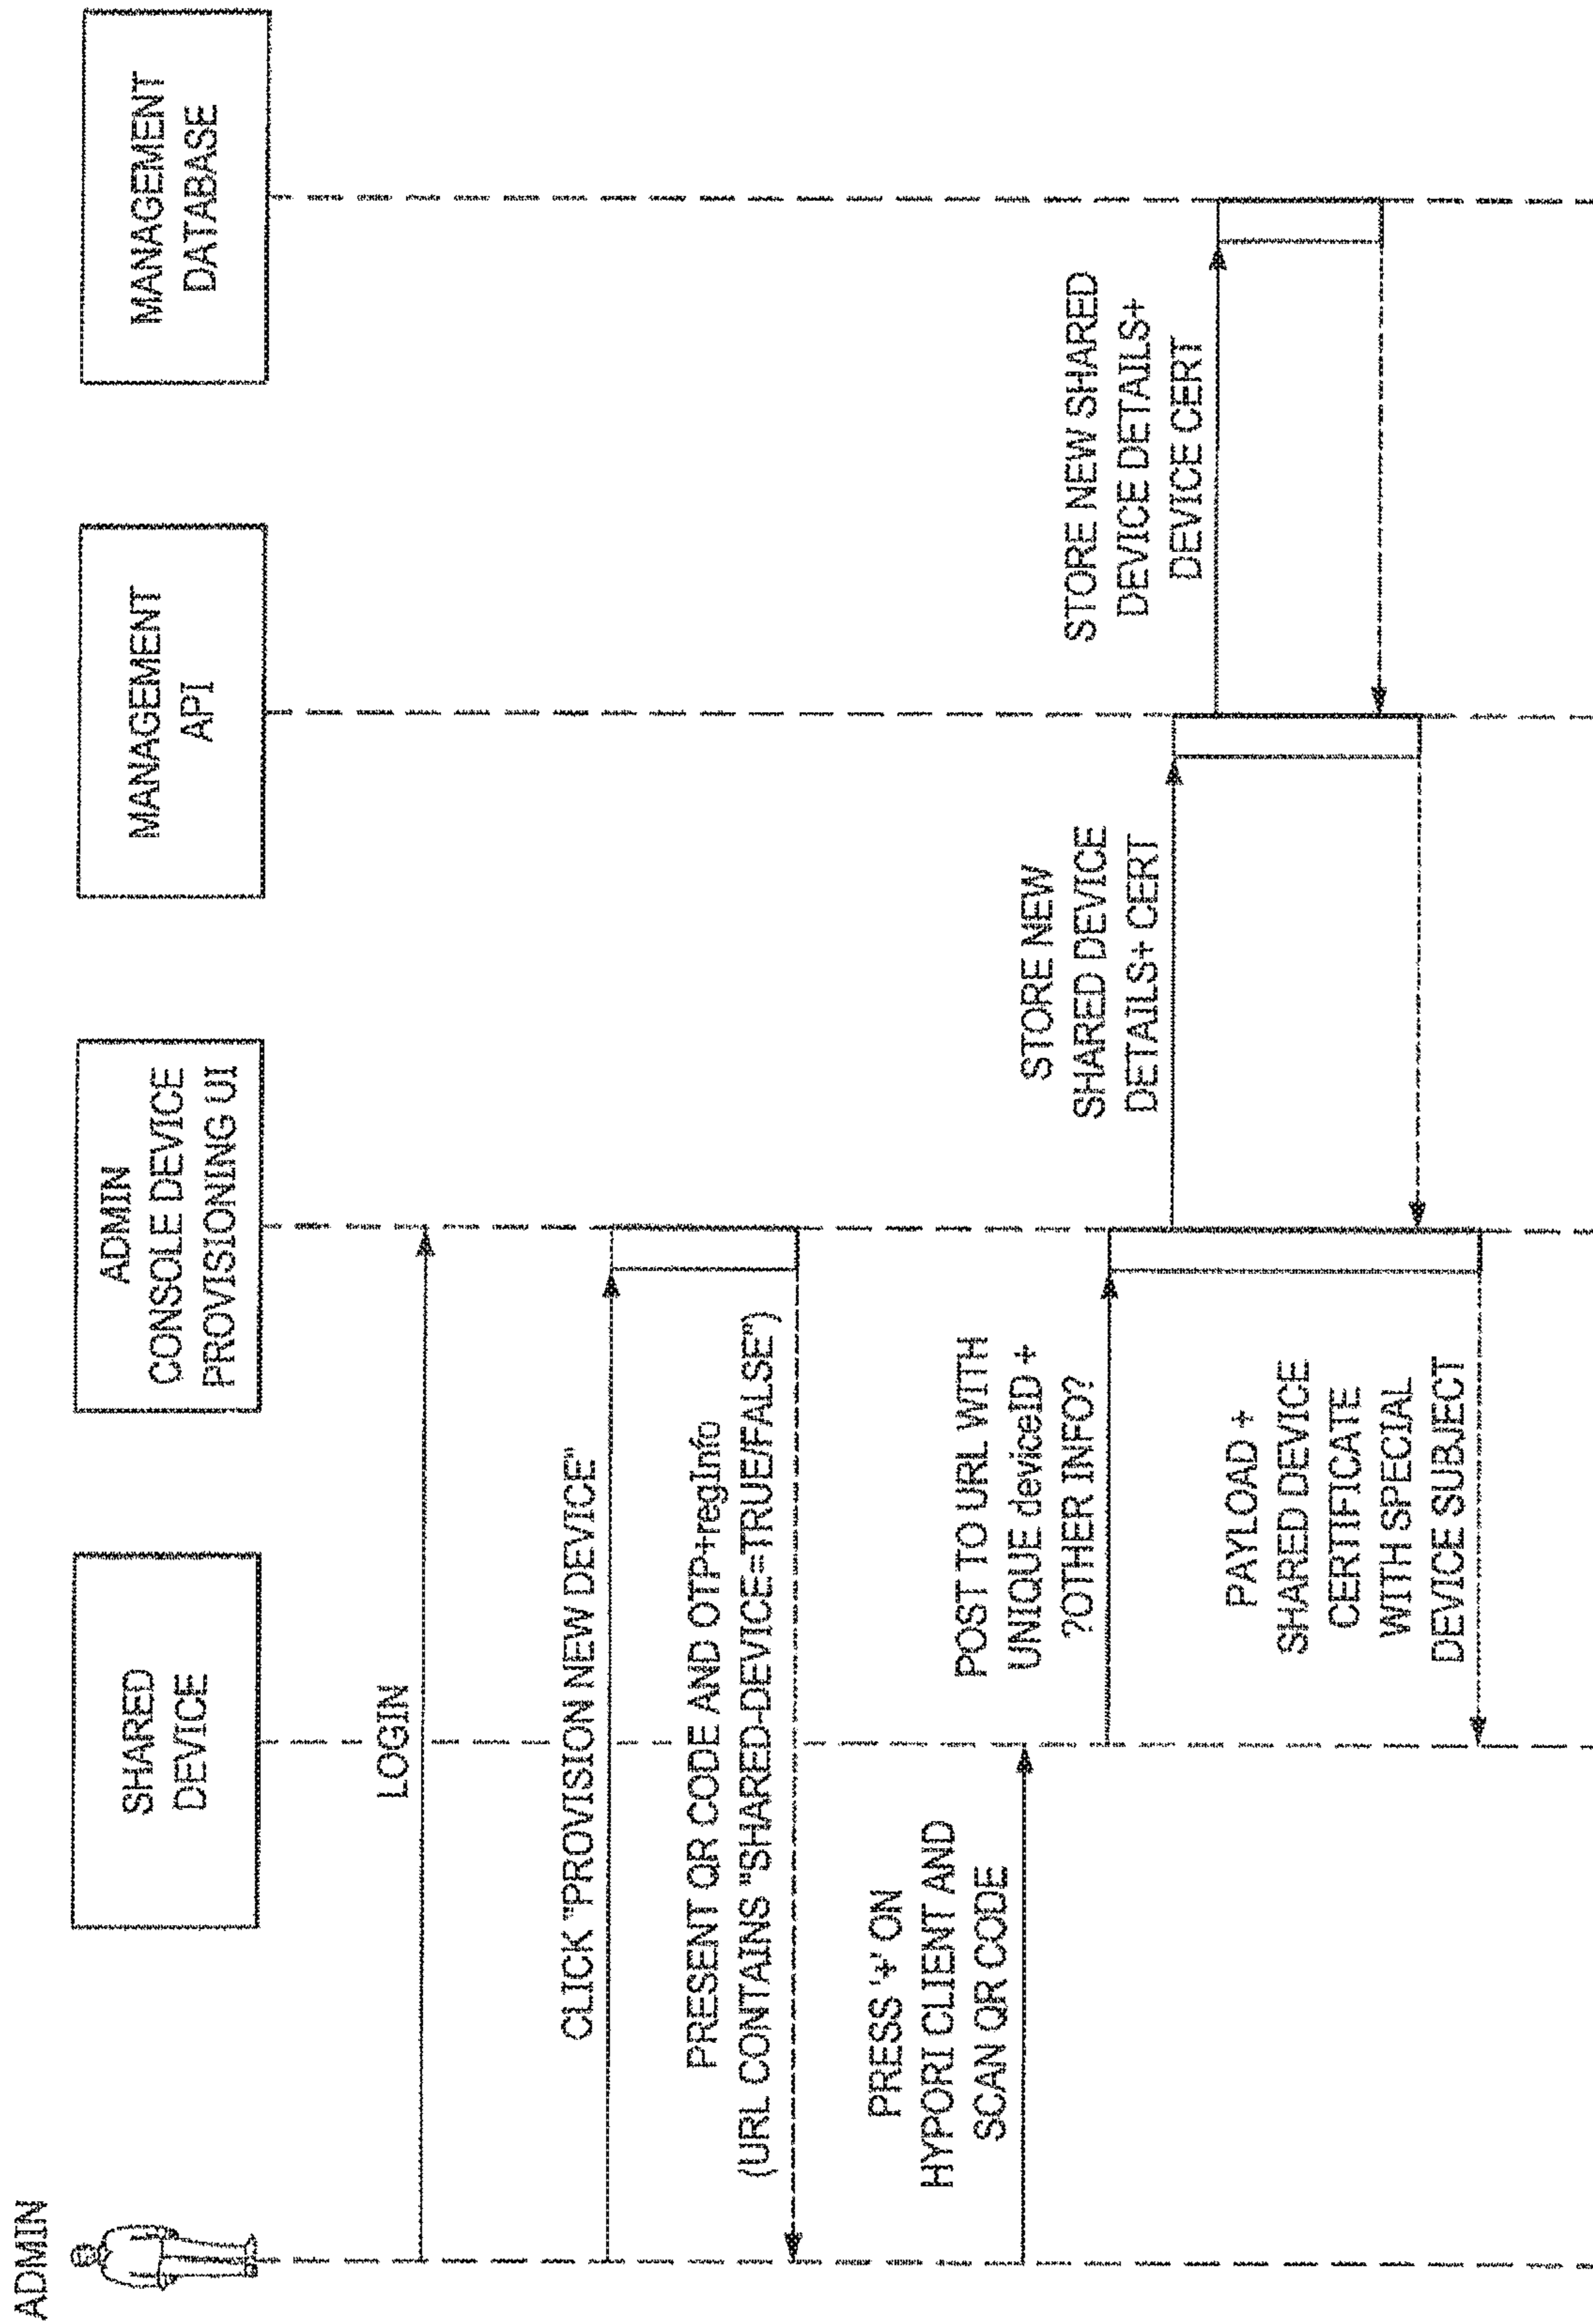 ADMIN
SHARED
DEVICE
ADMIN
CONSOLE DEVICE
PROVISIONING UI
MANAGEMENT
API
MANAGEMENT
DATABASE
LOGIN
CLICK "PROVISION NEW DEVICE"
PRESENT QR CODE AND OTP+regInfo
(URL CONTAINS "SHARED-DEVICE=TRUE/FALSE")
PRESS '+' ON
HYPORI CLIENT AND
SCAN QR CODE
POST TO URL WITH
UNIQUE deviceID +
?OTHER INFO?
STORE NEW
SHARED DEVICE
DETAILS+ CERT
STORE NEW SHARED
DEVICE DETAILS+
DEVICE CERT
PAYLOAD +
SHARED DEVICE
CERTIFICATE
WITH SPECIAL
DEVICE SUBJECT